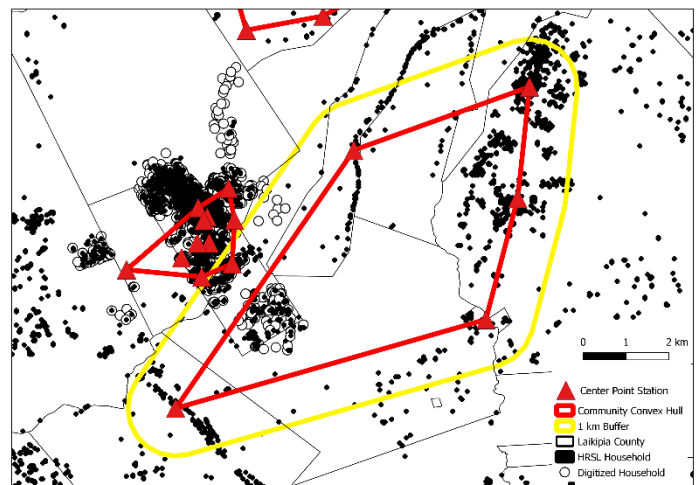 0 1 2 km
Center Point Station
Community Convex Hull
1 km Buffer
Laikipia County
HRSL Household
Digitized Household